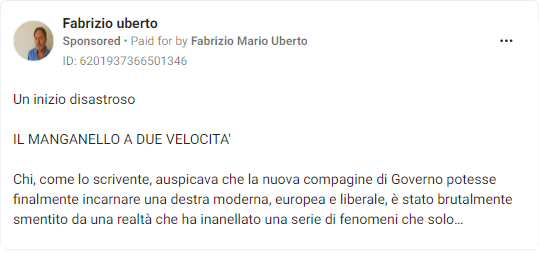 Fabrizio uberto
Sponsored • Paid for by Fabrizio Mario Uberto
ID: 6201937366501346
Un inizio disastroso
IL MANGANELLO A DUE VELOCITA'
Chi, come lo scrivente, auspicava che la nuova compagine di Governo potesse
finalmente incarnare una destra moderna, europea e liberale, è stato brutalmente
smentito da una realtà che ha inanellato una serie di fenomeni che solo…